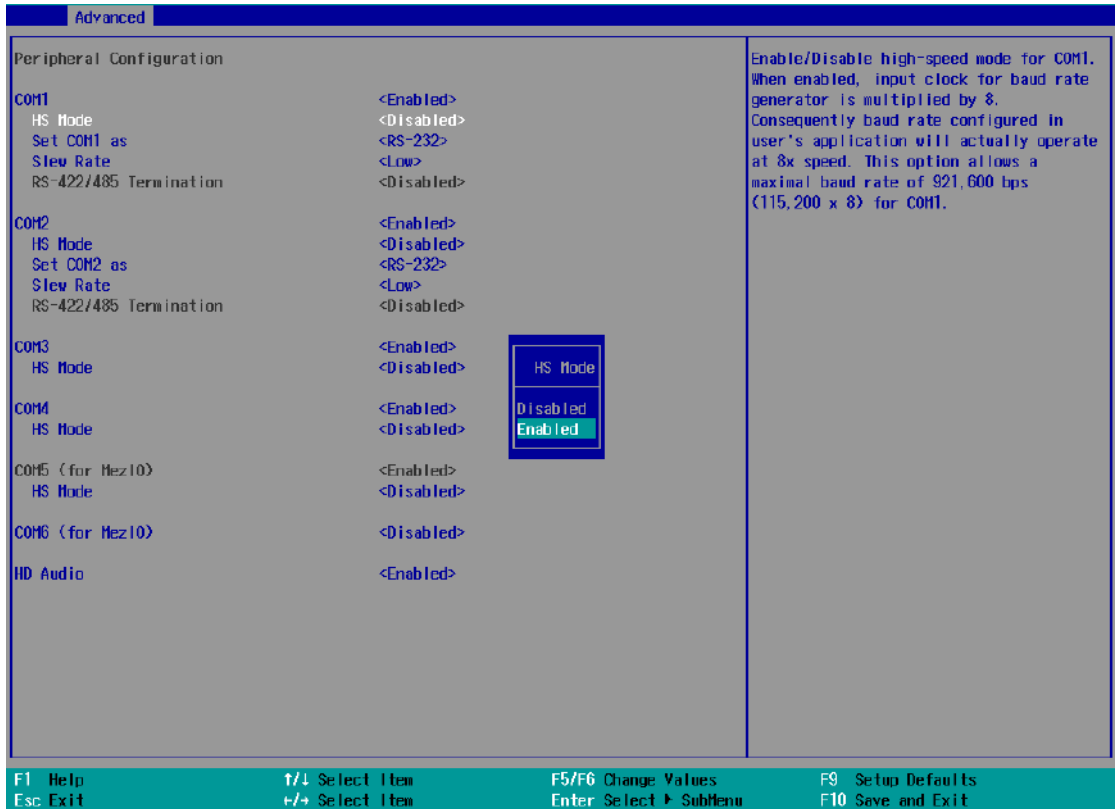 Advanced
Peripheral Configuration
COM1 <Enabled>
HS Mode <Disabled>
Set COM1 as <RS-232>
Slew Rate <Low>
RS-422/485 Termination <Disabled>
COM2 <Enabled>
HS Mode <Disabled>
Set COM2 as <RS-232>
Slew Rate <Low>
RS-422/485 Termination <Disabled>
COM3 <Enabled>
HS Mode <Disabled>
COM4 <Enabled>
HS Mode <Disabled>
COM5 (for MezIO) <Enabled>
HS Mode <Disabled>
COM6 (for MezIO) <Disabled>
HD Audio <Enabled>
HS Mode
Disabled
Enabled
Enable/Disable high-speed mode for COM1.
When enabled, input clock for baud rate
generator is multiplied by 8.
Consequently baud rate configured in
user's application will actually operate
at 8x speed. This option allows a
maximal baud rate of 921,600 bps
(115,200 x 8) for COM1.
F1 Help ↑/↓ Select Item F5/F6 Change Values F9 Setup Defaults
Esc Exit ←/→ Select Item Enter Select ▶ SubMenu F10 Save and Exit